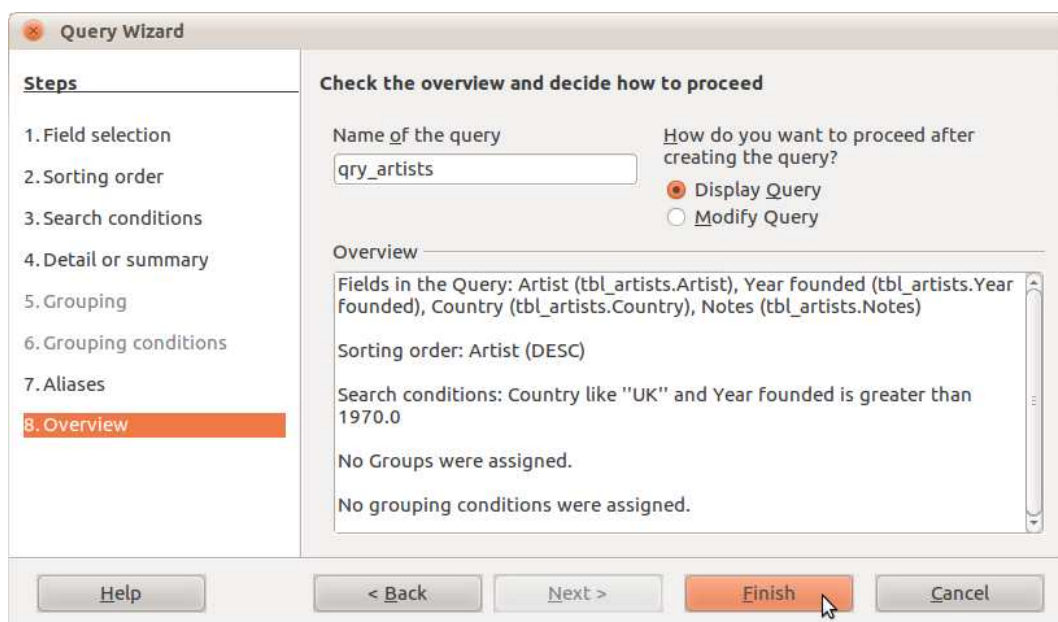 Query Wizard
Steps
1. Field selection
2. Sorting order
3. Search conditions
4. Detail or summary
5. Grouping
6. Grouping conditions
7. Aliases
8. Overview
Check the overview and decide how to proceed
Name of the query
qry_artists
How do you want to proceed after
creating the query?
Display Query
Modify Query
Overview
Fields in the Query: Artist (tbl_artists.Artist), Year founded (tbl_artists.Year
founded), Country (tbl_artists.Country), Notes (tbl_artists.Notes)
Sorting order: Artist (DESC)
Search conditions: Country like ''UK'' and Year founded is greater than
1970.0
No Groups were assigned.
No grouping conditions were assigned.
Help
< Back
Next >
Finish
Cancel